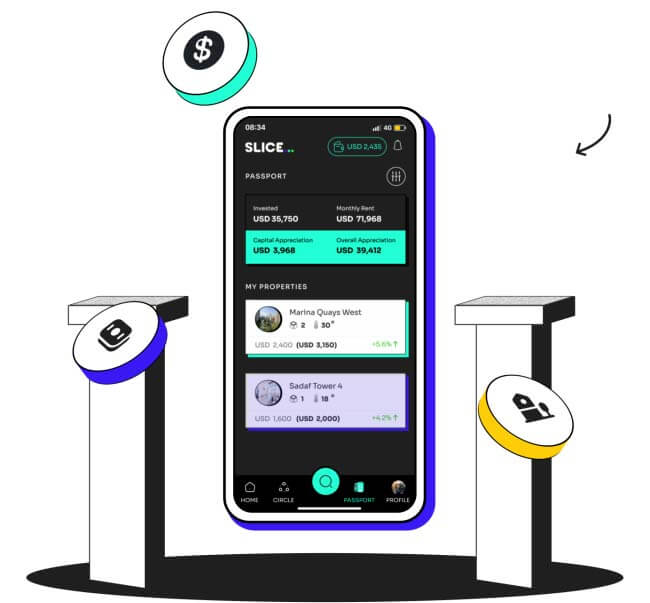 08:34 4G
SLICE USD 2,435
PASSPORT
Invested Monthly Rent
USD 35,750 USD 71,968
Capital Appreciation Overall Appreciation
USD 3,968 USD 39,412
MY PROPERTIES
Marina Quays West
2 30°
USD 2,400 (USD 3,150) +5.6% ↑
Sadaf Tower 4
1 18°
USD 1,600 (USD 2,000) +4.2% ↑
HOME CIRCLE PASSPORT PROFILE
$